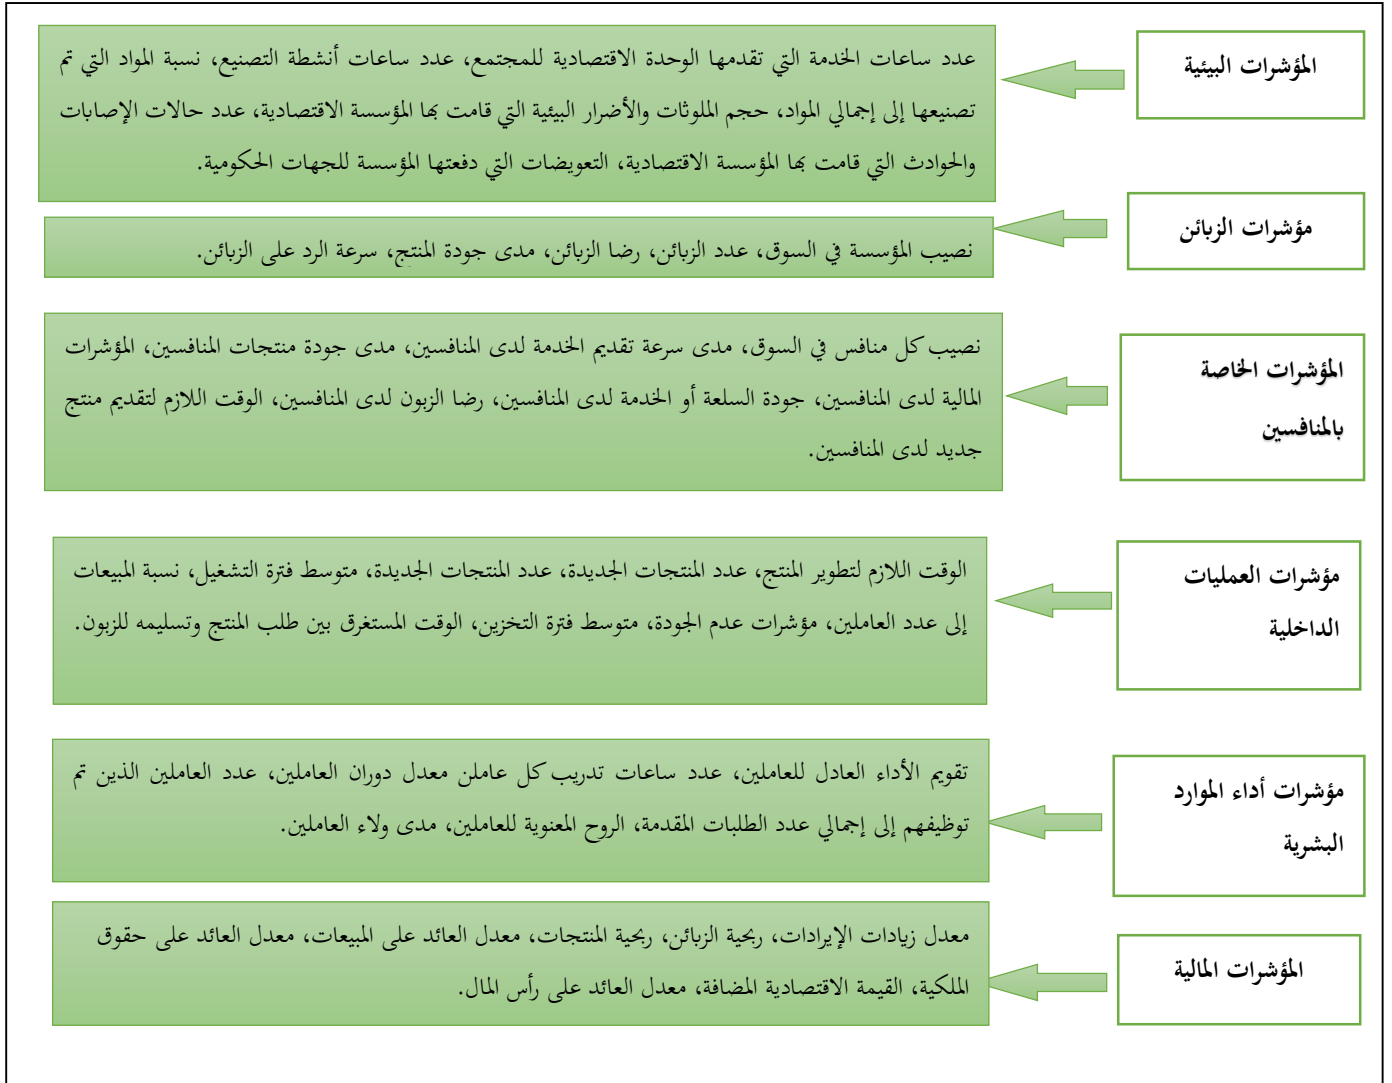 المؤشرات البيئية
عدد ساعات الخدمة التي تقدمها الوحدة الاقتصادية للمجتمع، عدد ساعات أنشطة التصنيع، نسبة المواد التي تم
تصنيعها إلى إجمالي المواد، حجم الملوثات والأضرار البيئية التي قامت بها المؤسسة الاقتصادية، عدد حالات الإصابات
والحوادث التي قامت بها المؤسسة الاقتصادية، التعويضات التي دفعتها المؤسسة للجهات الحكومية.
مؤشرات الزبائن
نصيب المؤسسة في السوق، عدد الزبائن، رضا الزبائن، مدى جودة المنتج، سرعة الرد على الزبائن.
المؤشرات الخاصة
بالمنافسين
نصيب كل منافس في السوق، مدى سرعة تقديم الخدمة لدى المنافسين، مدى جودة منتجات المنافسين، المؤشرات
المالية لدى المنافسين، جودة السلعة أو الخدمة لدى المنافسين، رضا الزبون لدى المنافسين، الوقت اللازم لتقديم منتج
جديد لدى المنافسين.
مؤشرات العمليات
الداخلية
الوقت اللازم لتطوير المنتج، عدد المنتجات الجديدة، عدد المنتجات الجديدة، متوسط فترة التشغيل، نسبة المبيعات
إلى عدد العاملين، مؤشرات عدم الجودة، متوسط فترة التخزين، الوقت المستغرق بين طلب المنتج وتسليمه للزبون.
مؤشرات أداء الموارد
البشرية
تقويم الأداء العادل للعاملين، عدد ساعات تدريب كل عاملن معدل دوران العاملين، عدد العاملين الذين تم
توظيفهم إلى إجمالي عدد الطلبات المقدمة، الروح المعنوية للعاملين، مدى ولاء العاملين.
المؤشرات المالية
معدل زيادات الإيرادات، ربحية الزبائن، ربحية المنتجات، معدل العائد على المبيعات، معدل العائد على حقوق
الملكية، القيمة الاقتصادية المضافة، معدل العائد على رأس المال.